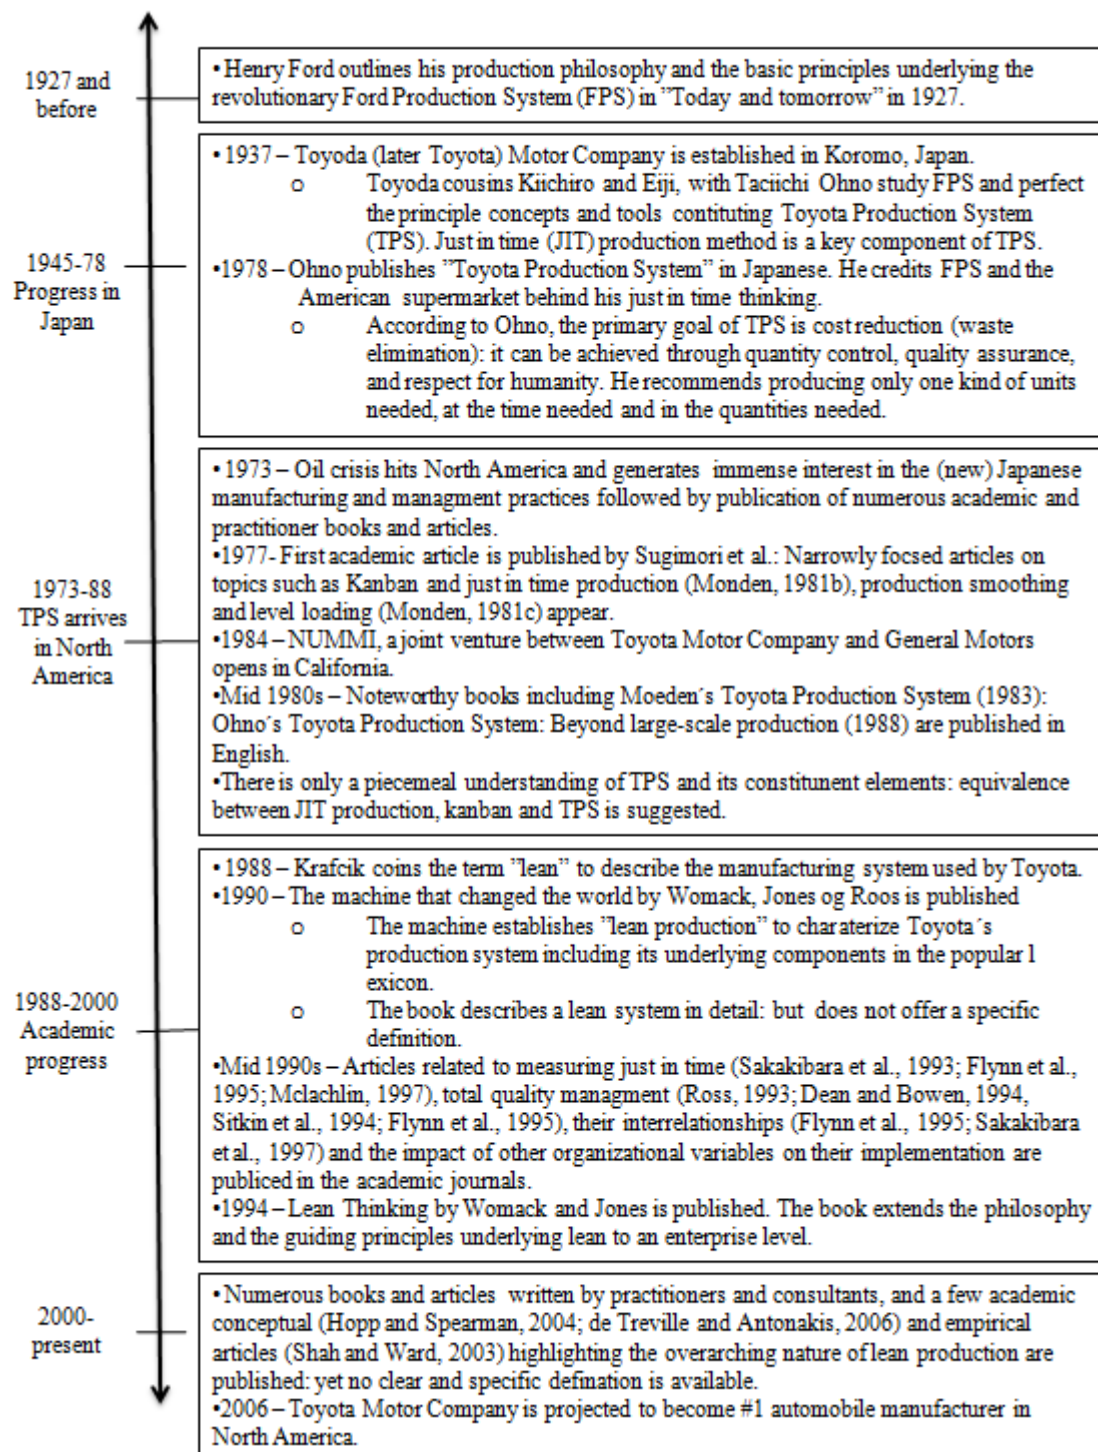 1927 and
before
• Henry Ford outlines his production philosophy and the basic principles underlying the
revolutionary Ford Production System (FPS) in ”Today and tomorrow” in 1927.
1945-78
Progress in
Japan
• 1937 – Toyoda (later Toyota) Motor Company is established in Koromo, Japan.
o Toyoda cousins Kiichiro and Eiji, with Taciichi Ohno study FPS and perfect
the principle concepts and tools contituting Toyota Production System
(TPS). Just in time (JIT) production method is a key component of TPS.
•1978 – Ohno publishes ”Toyota Production System” in Japanese. He credits FPS and the
American supermarket behind his just in time thinking.
o According to Ohno, the primary goal of TPS is cost reduction (waste
elimination): it can be achieved through quantity control, quality assurance,
and respect for humanity. He recommends producing only one kind of units
needed, at the time needed and in the quantities needed.
1973-88
TPS arrives
in North
America
• 1973 – Oil crisis hits North America and generates immense interest in the (new) Japanese
manufacturing and managment practices followed by publication of numerous academic and
practitioner books and articles.
•1977- First academic article is published by Sugimori et al.: Narrowly focsed articles on
topics such as Kanban and just in time production (Monden, 1981b), production smoothing
and level loading (Monden, 1981c) appear.
•1984 – NUMMI, a joint venture between Toyota Motor Company and General Motors
opens in California.
•Mid 1980s – Noteworthy books including Moeden´s Toyota Production System (1983):
Ohno´s Toyota Production System: Beyond large-scale production (1988) are published in
English.
•There is only a piecemeal understanding of TPS and its constitunent elements: equivalence
between JIT production, kanban and TPS is suggested.
1988-2000
Academic
progress
• 1988 – Krafcik coins the term ”lean” to describe the manufacturing system used by Toyota.
•1990 – The machine that changed the world by Womack, Jones og Roos is published
o The machine establishes ”lean production” to charaterize Toyota´s
production system including its underlying components in the popular l
exicon.
o The book describes a lean system in detail: but does not offer a specific
definition.
•Mid 1990s – Articles related to measuring just in time (Sakakibara et al., 1993; Flynn et al.,
1995; Mclachlin, 1997), total quality managment (Ross, 1993; Dean and Bowen, 1994,
Sitkin et al., 1994; Flynn et al., 1995), their interrelationships (Flynn et al., 1995; Sakakibara
et al., 1997) and the impact of other organizational variables on their implementation are
publiced in the academic journals.
•1994 – Lean Thinking by Womack and Jones is published. The book extends the philosophy
and the guiding principles underlying lean to an enterprise level.
2000-
present
• Numerous books and articles written by practitioners and consultants, and a few academic
conceptual (Hopp and Spearman, 2004; de Treville and Antonakis, 2006) and empirical
articles (Shah and Ward, 2003) highlighting the overarching nature of lean production are
published: yet no clear and specific defination is available.
•2006 – Toyota Motor Company is projected to become #1 automobile manufacturer in
North America.